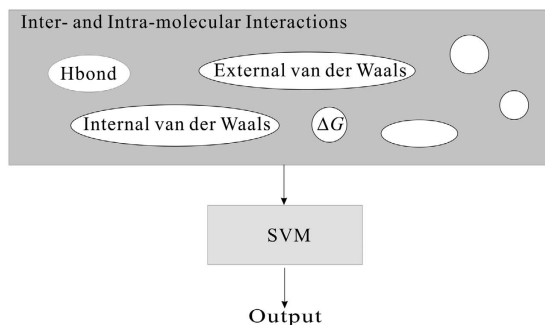 Inter- and Intra-molecular Interactions
Hbond
External van der Waals
Internal van der Waals
ΔG
SVM
Output